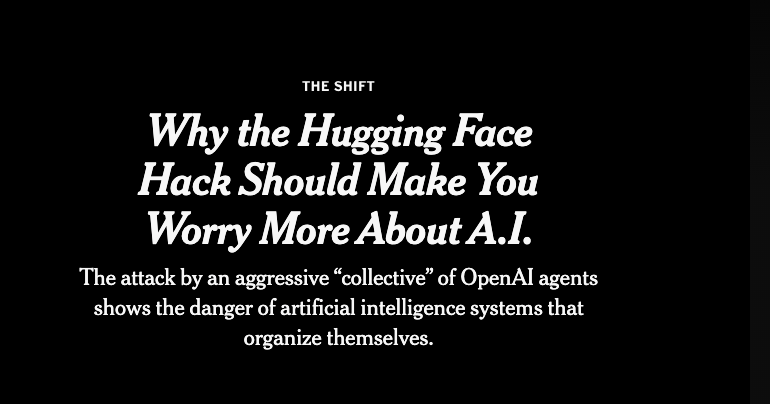 THE SHIFT
Why the Hugging Face
Hack Should Make You
Worry More About A.I.
The attack by an aggressive “collective” of OpenAI agents
shows the danger of artificial intelligence systems that
organize themselves.